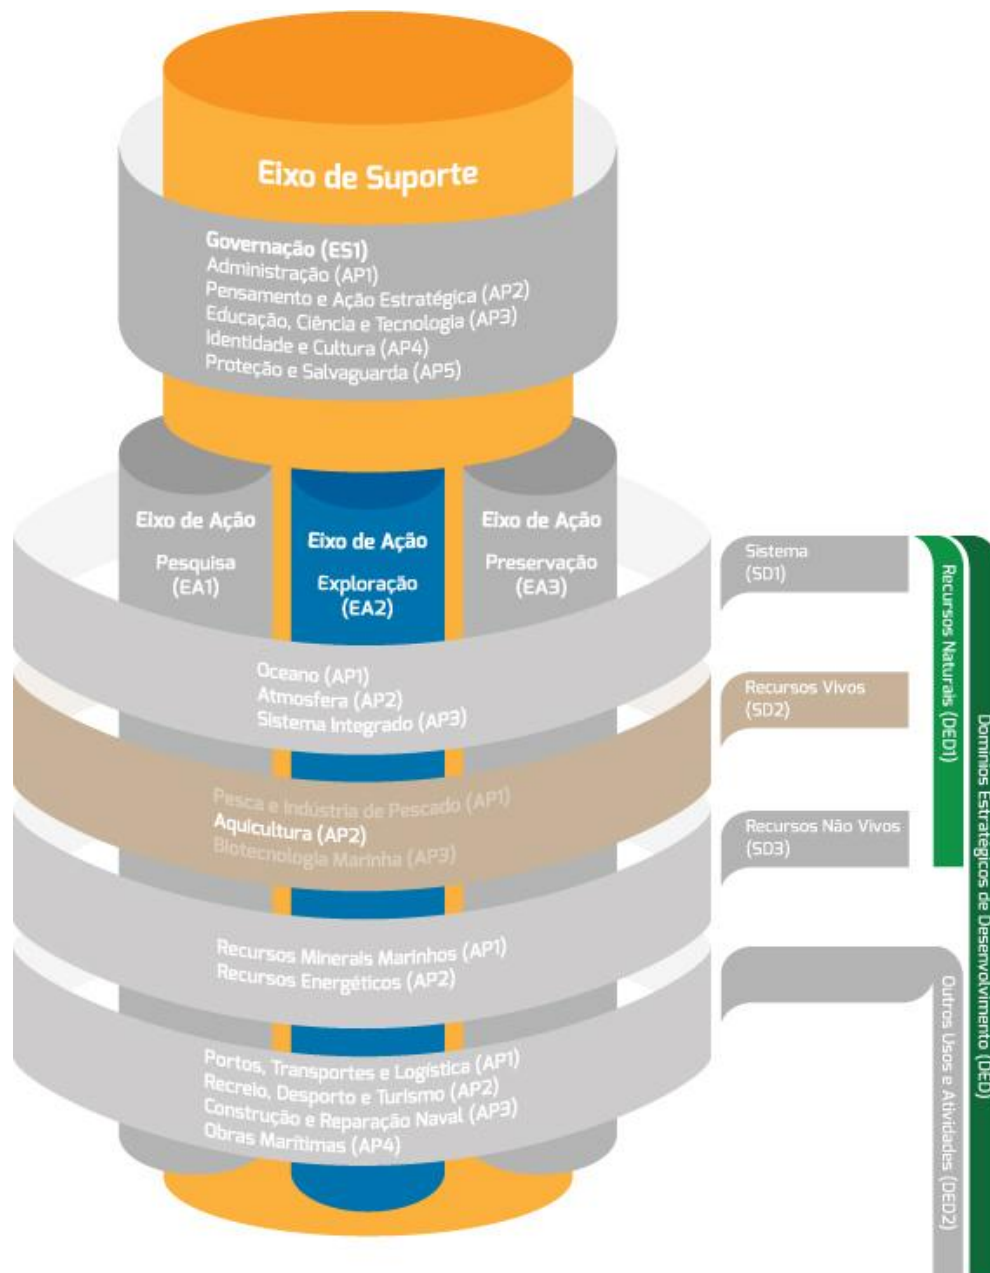 Eixo de Suporte
Governação (ES1)
Administração (AP1)
Pensamento e Ação Estratégica (AP2)
Educação, Ciência e Tecnologia (AP3)
Identidade e Cultura (AP4)
Proteção e Salvaguarda (AP5)
Eixo de Ação
Pesquisa
(EA1)
Eixo de Ação
Exploração
(EA2)
Eixo de Ação
Preservação
(EA3)
Oceano (AP1)
Atmosfera (AP2)
Sistema Integrado (AP3)
Sistema
(SD1)
Pesca e Indústria de Pescado (AP1)
Aquicultura (AP2)
Biotecnologia Marinha (AP3)
Recursos Vivos
(SD2)
Recursos Minerais Marinhos (AP1)
Recursos Energéticos (AP2)
Recursos Não Vivos
(SD3)
Portos, Transportes e Logística (AP1)
Recreio, Desporto e Turismo (AP2)
Construção e Reparação Naval (AP3)
Obras Marítimas (AP4)
Recursos Naturais (DED1)
Outros Usos e Atividades (DED2)
Domínios Estratégicos de Desenvolvimento (DED)